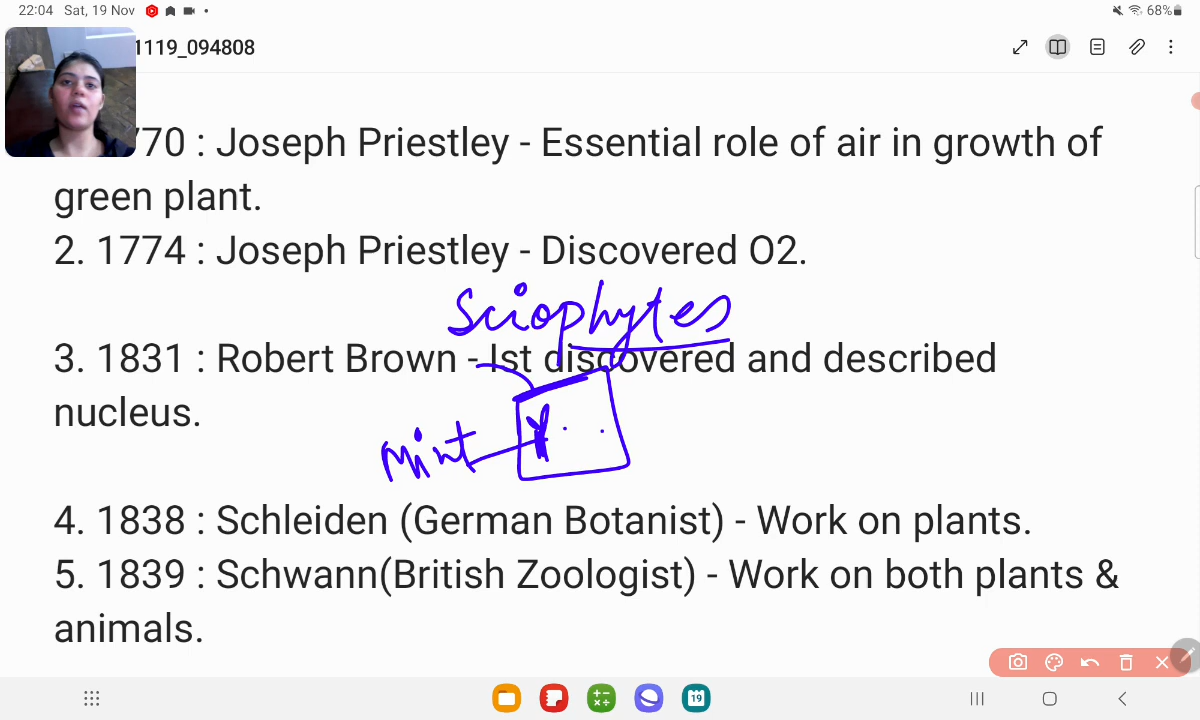 22:04 Sat, 19 Nov 68%
1119_094808
70 : Joseph Priestley - Essential role of air in growth of
green plant.
2. 1774 : Joseph Priestley - Discovered O2.
Sciophytes
3. 1831 : Robert Brown - Ist discovered and described
nucleus.
Mint
4. 1838 : Schleiden (German Botanist) - Work on plants.
5. 1839 : Schwann(British Zoologist) - Work on both plants &
animals.
19